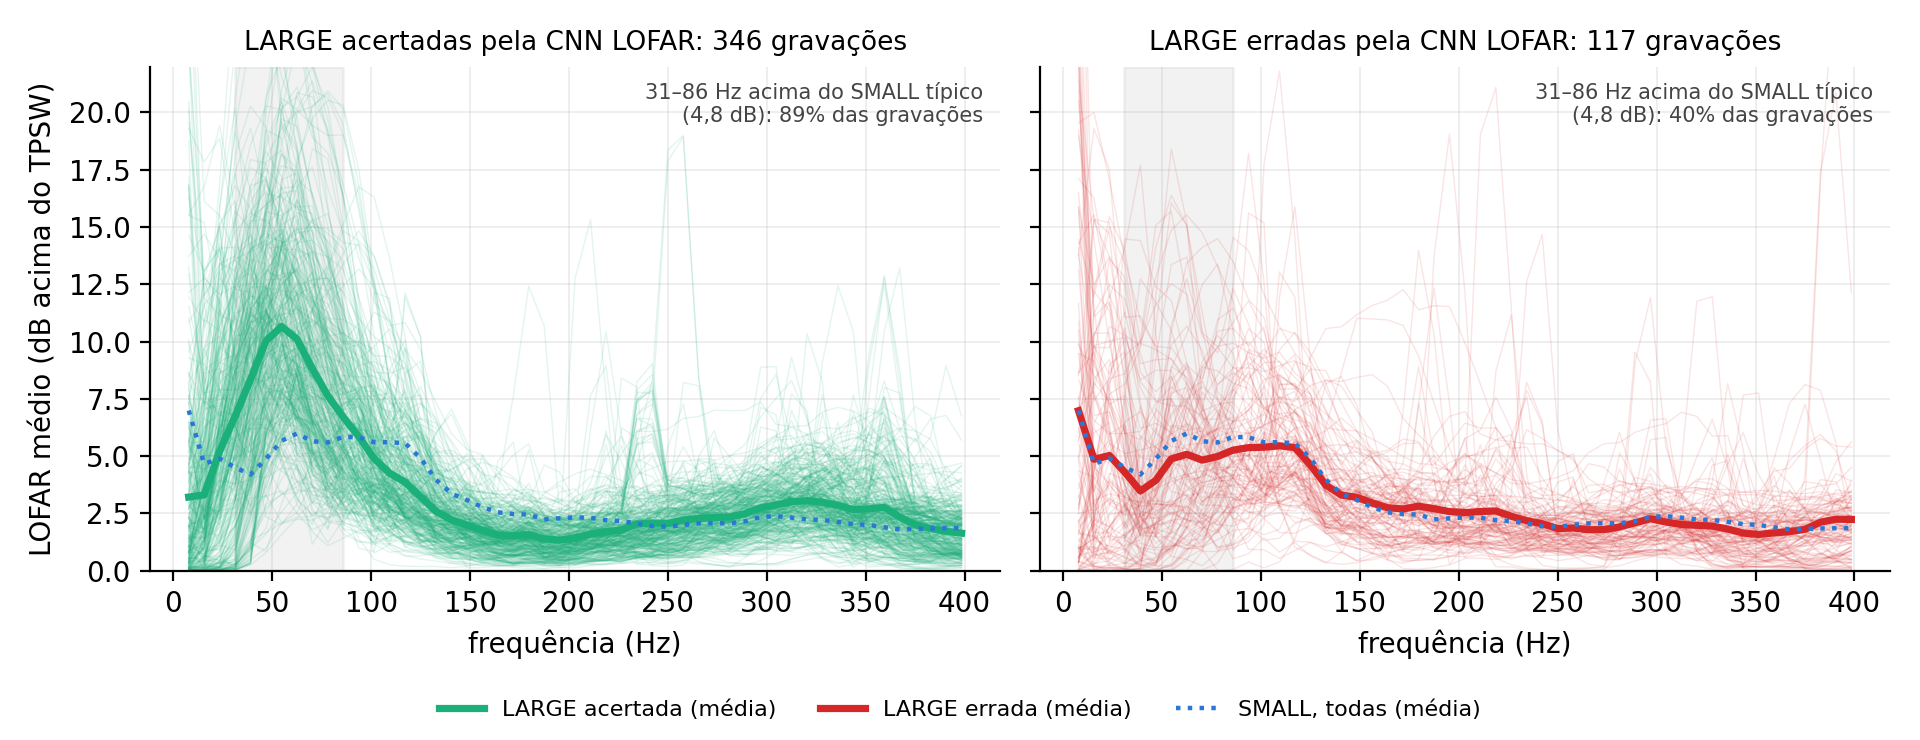 LARGE acertadas pela CNN LOFAR: 346 gravações
LARGE erradas pela CNN LOFAR: 117 gravações
31–86 Hz acima do SMALL típico
(4,8 dB): 89% das gravações
31–86 Hz acima do SMALL típico
(4,8 dB): 40% das gravações
LOFAR médio (dB acima do TPSW)
20.0
17.5
15.0
12.5
10.0
7.5
5.0
2.5
0.0
0 50 100 150 200 250 300 350 400
0 50 100 150 200 250 300 350 400
frequência (Hz)
frequência (Hz)
LARGE acertada (média)
LARGE errada (média)
SMALL, todas (média)